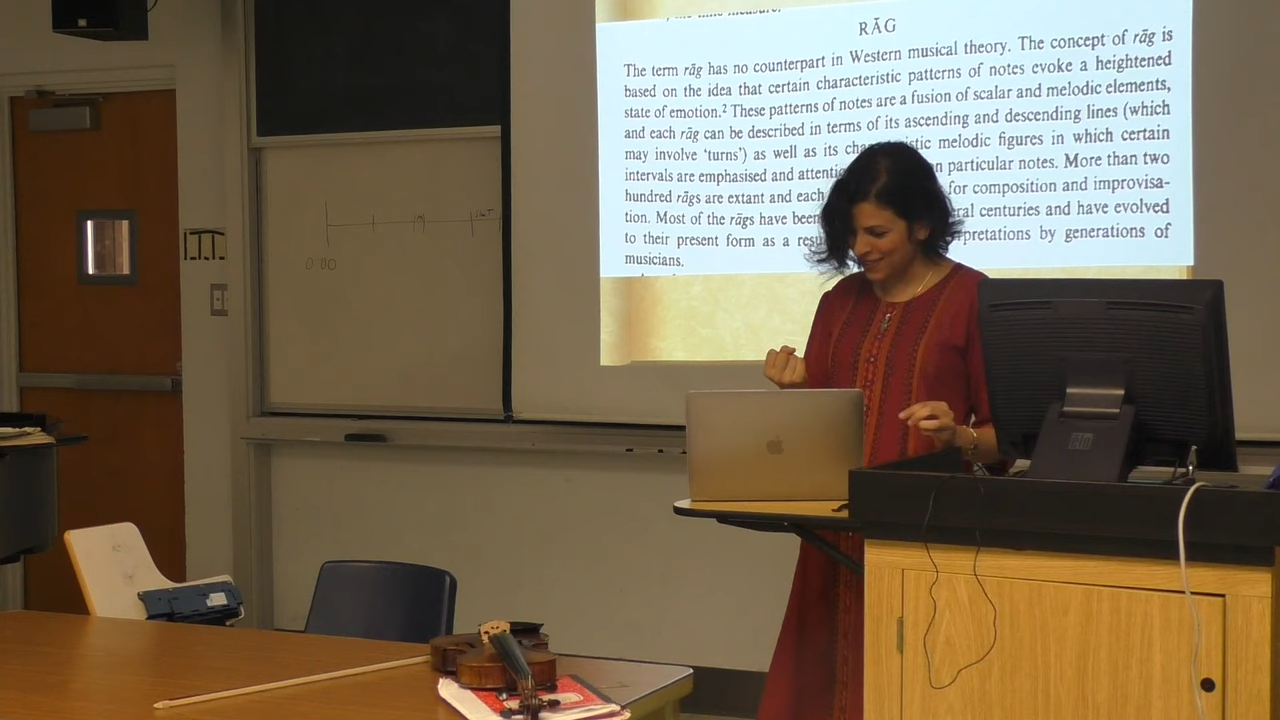 RĀG
The term rāg has no counterpart in Western musical theory. The concept of rāg is
based on the idea that certain characteristic patterns of notes evoke a heightened
state of emotion.² These patterns of notes are a fusion of scalar and melodic elements,
and each rāg can be described in terms of its ascending and descending lines (which
may involve 'turns') as well as its cha istic melodic figures in which certain
intervals are emphasised and attenti n particular notes. More than two
hundred rāgs are extant and each for composition and improvisa-
tion. Most of the rāgs have been ral centuries and have evolved
to their present form as a resu rpretations by generations of
musicians.
0:00
elo